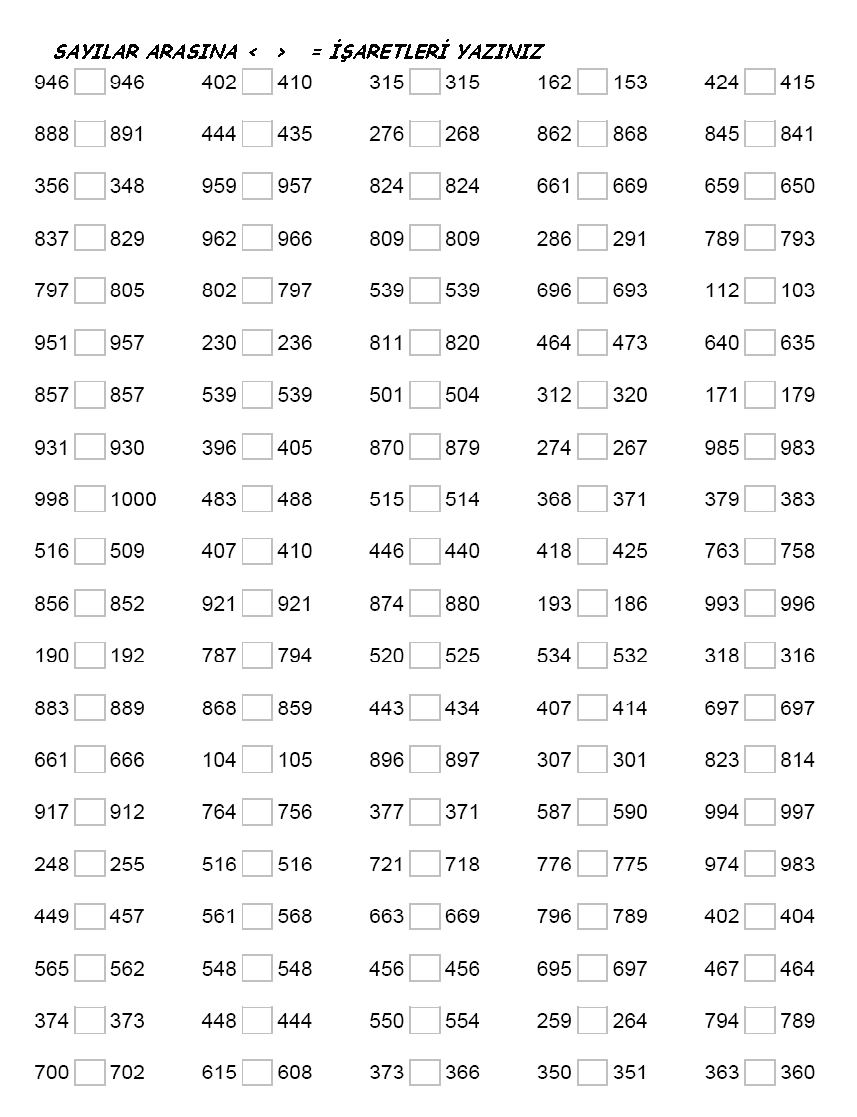 SAYILAR ARASINA < > = İŞARETLERİ YAZINIZ
946 946 402 410 315 315 162 153 424 415
888 891 444 435 276 268 862 868 845 841
356 348 959 957 824 824 661 669 659 650
837 829 962 966 809 809 286 291 789 793
797 805 802 797 539 539 696 693 112 103
951 957 230 236 811 820 464 473 640 635
857 857 539 539 501 504 312 320 171 179
931 930 396 405 870 879 274 267 985 983
998 1000 483 488 515 514 368 371 379 383
516 509 407 410 446 440 418 425 763 758
856 852 921 921 874 880 193 186 993 996
190 192 787 794 520 525 534 532 318 316
883 889 868 859 443 434 407 414 697 697
661 666 104 105 896 897 307 301 823 814
917 912 764 756 377 371 587 590 994 997
248 255 516 516 721 718 776 775 974 983
449 457 561 568 663 669 796 789 402 404
565 562 548 548 456 456 695 697 467 464
374 373 448 444 550 554 259 264 794 789
700 702 615 608 373 366 350 351 363 360